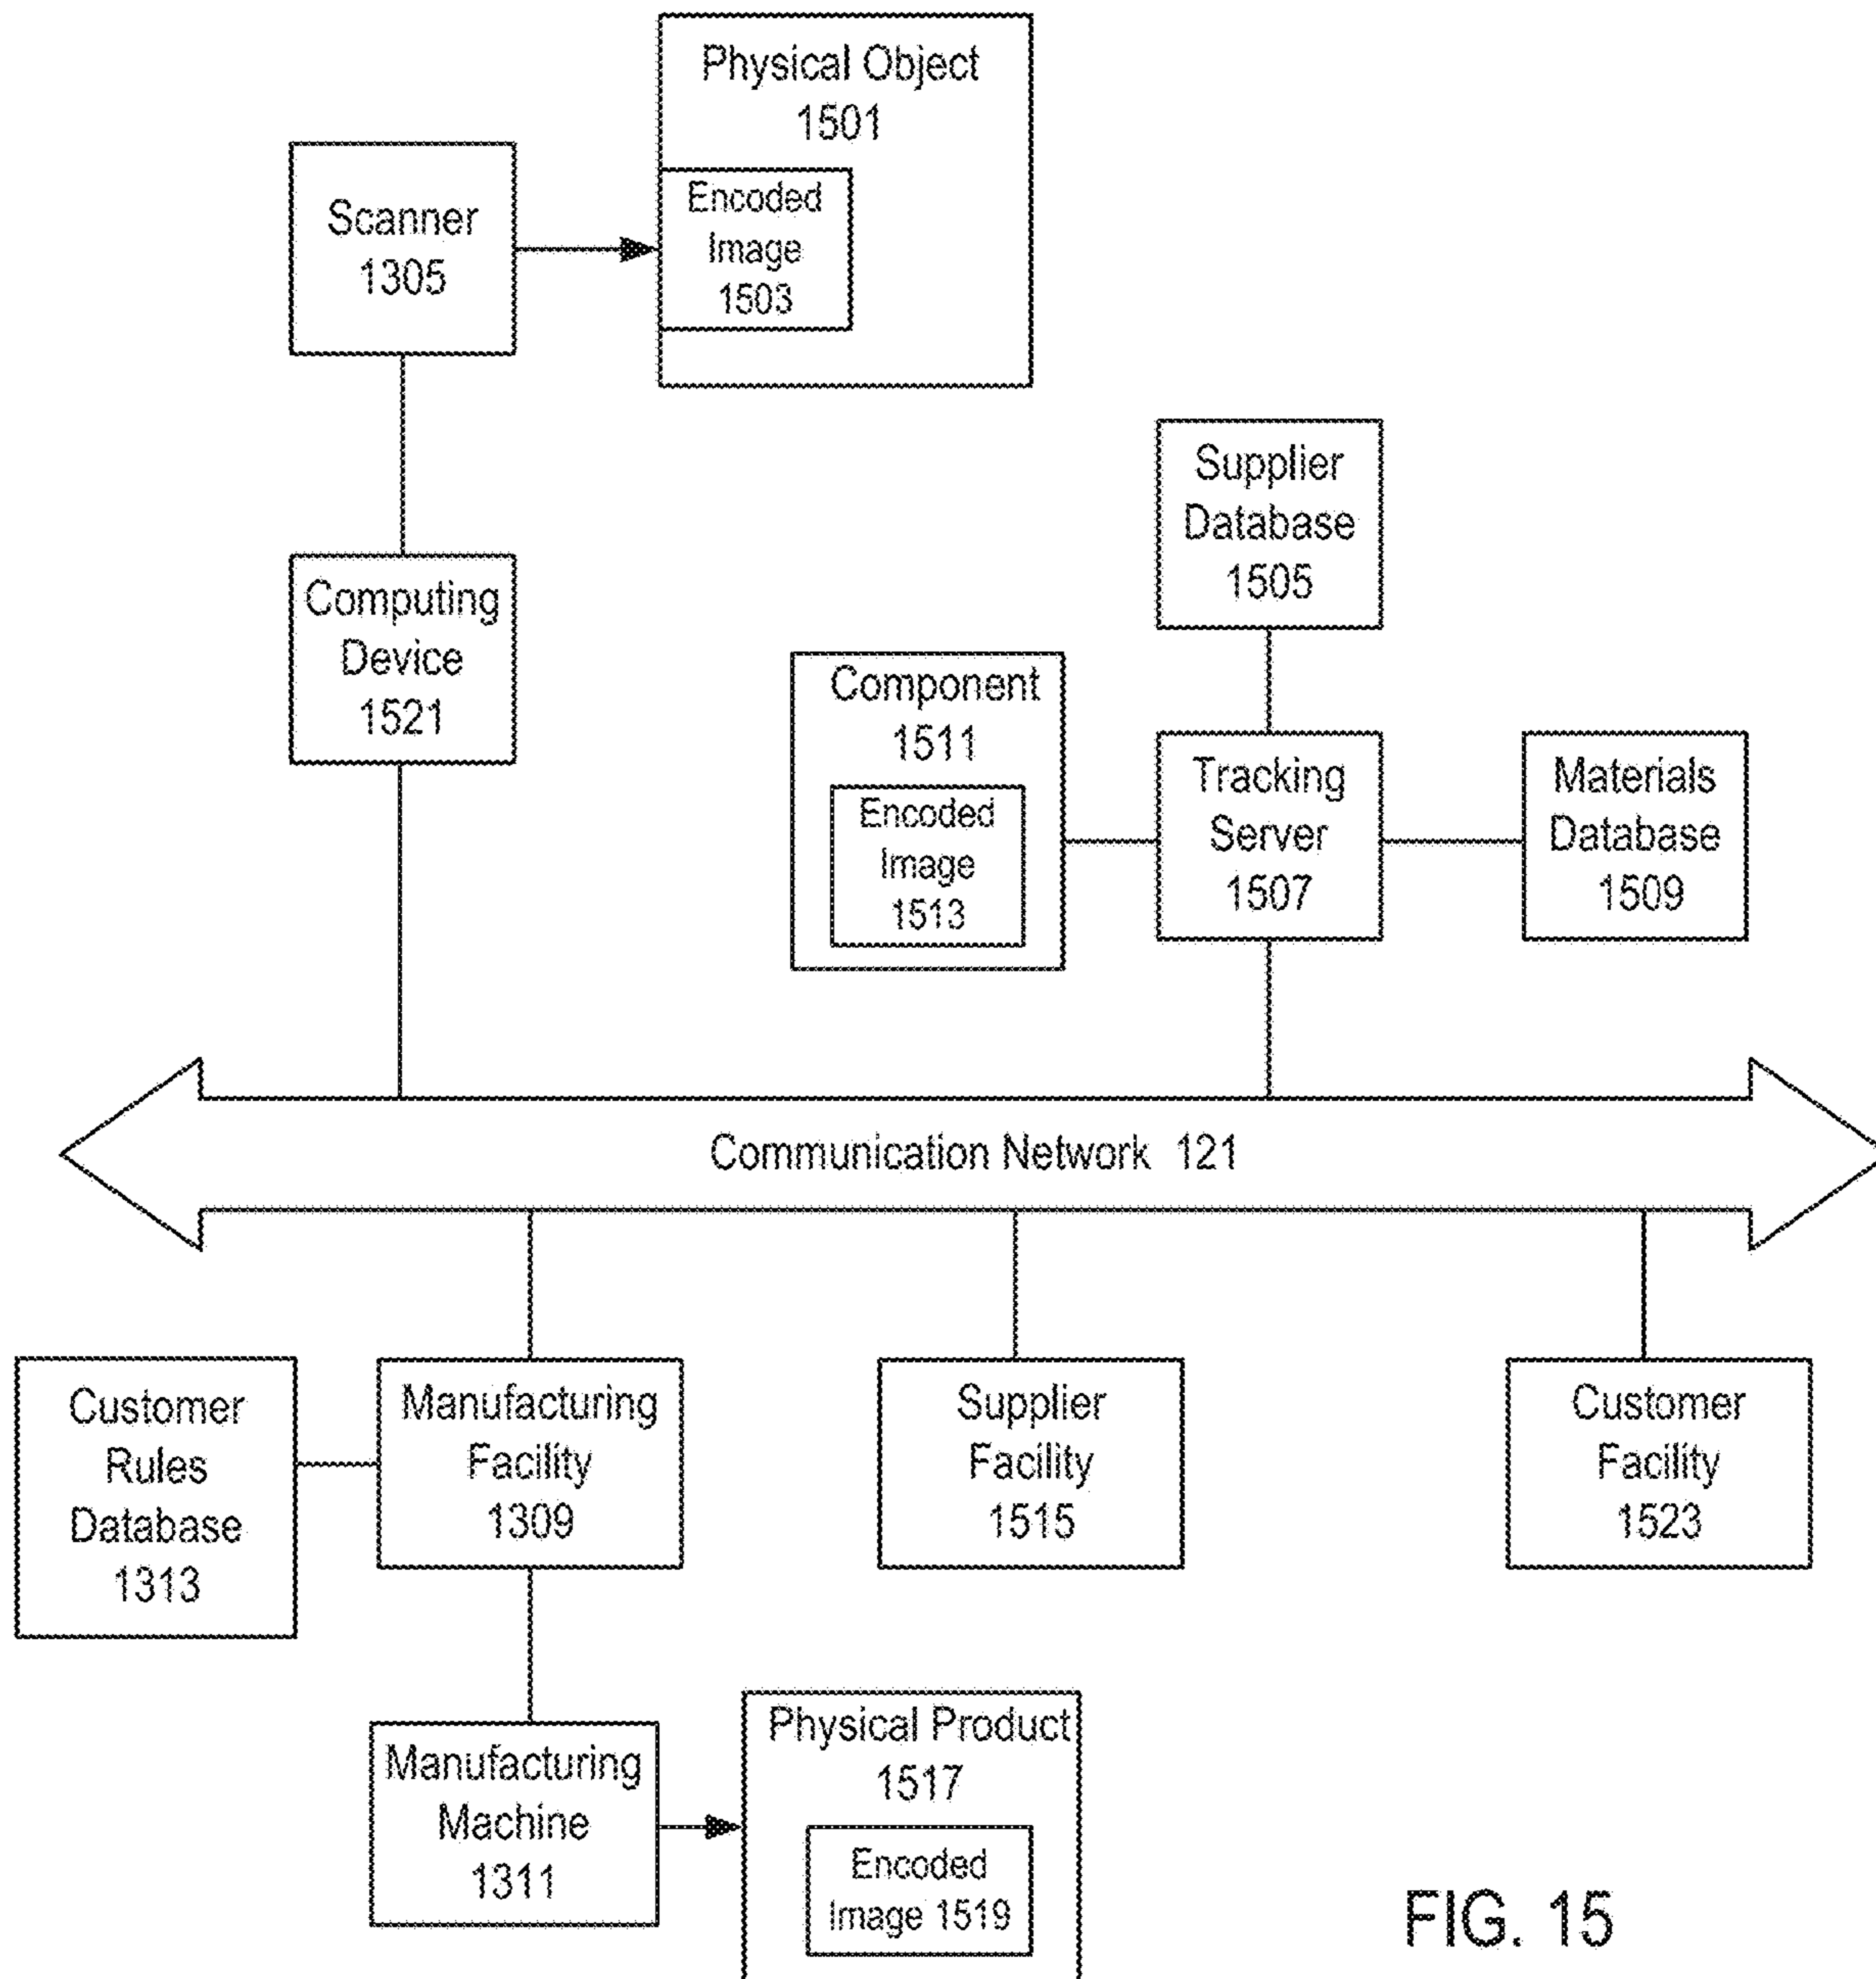 Physical Object
1501
Encoded
Image
1503
Scanner
1305
Supplier
Database
1505
Computing
Device
1521
Component
1511
Encoded
Image
1513
Tracking
Server
1507
Materials
Database
1509
Communication Network 121
Customer
Rules
Database
1313
Manufacturing
Facility
1309
Supplier
Facility
1515
Customer
Facility
1523
Manufacturing
Machine
1311
Physical Product
1517
Encoded
Image 1519
FIG. 15